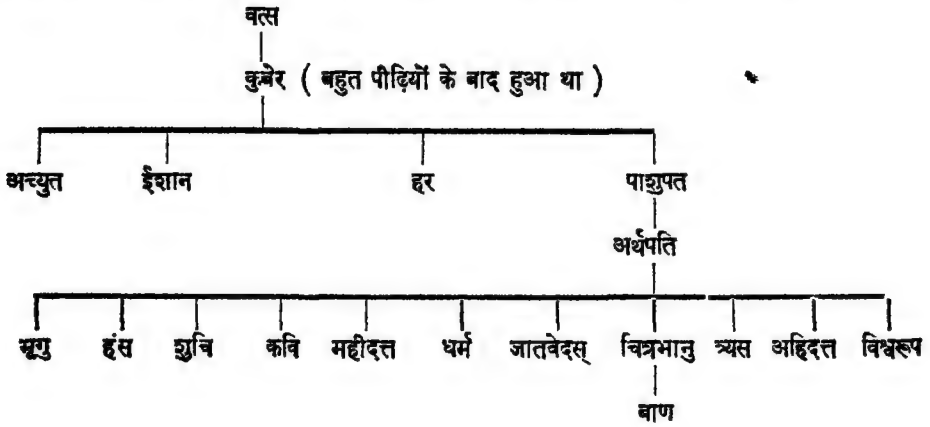 वत्स
कुबेर ( बहुत पीढ़ियों के बाद हुआ था )
अच्युत ईशान हर पाशुपत
अर्थपति
भृगु हंस शुचि कवि महीदत्त धर्म जातवेदस् चित्रभानु त्र्यस अहिदत्त विश्वरूप
बाण